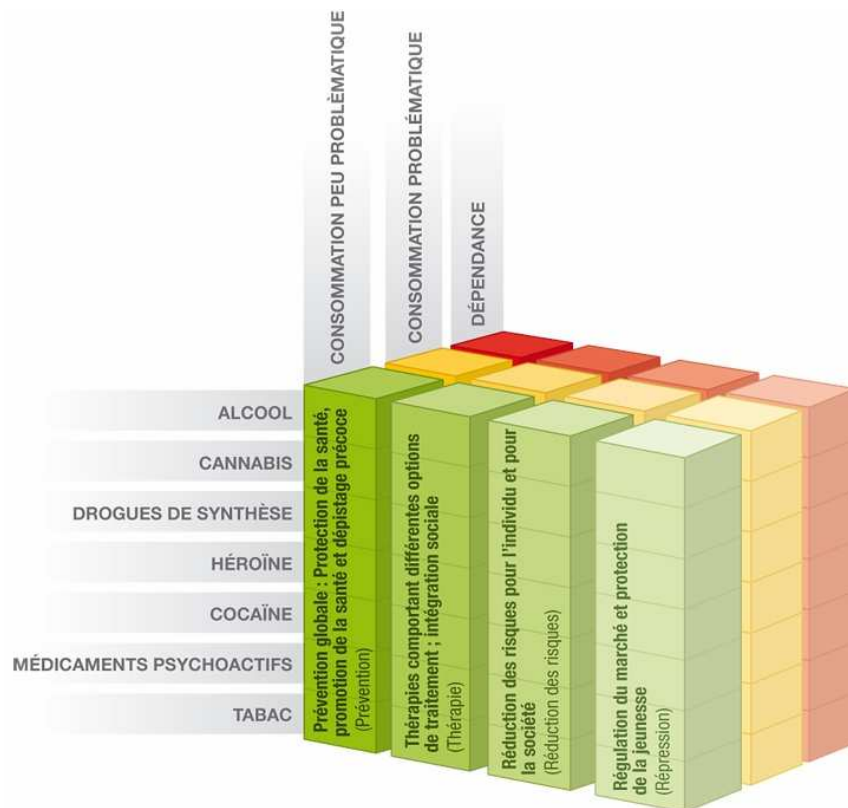 CONSOMMATION PEU PROBLÉMATIQUE
CONSOMMATION PROBLÉMATIQUE
DÉPENDANCE
ALCOOL
CANNABIS
DROGUES DE SYNTHÈSE
HÉROÏNE
COCAÏNE
MÉDICAMENTS PSYCHOACTIFS
TABAC
Prévention globale : Protection de la santé,
promotion de la santé et dépistage précoce
(Prévention)
Thérapies comportant différentes options
de traitement ; intégration sociale
(Thérapie)
Réduction des risques pour l'individu et pour
la société
(Réduction des risques)
Régulation du marché et protection
de la jeunesse
(Répression)